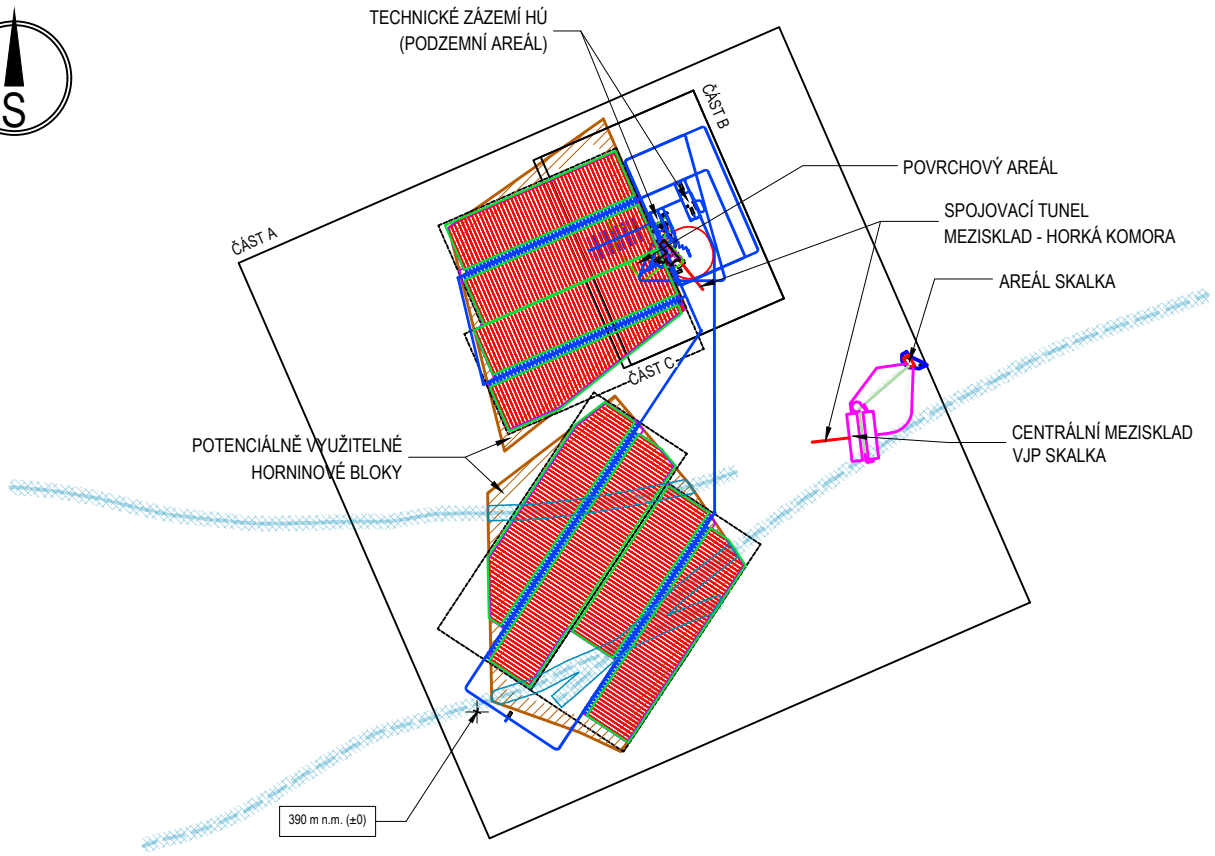 TECHNICKÉ ZÁZEMÍ HÚ
(PODZEMNÍ AREÁL)
S
ČÁST B
POVRCHOVÝ AREÁL
SPOJOVACÍ TUNEL
MEZISKLAD - HORKÁ KOMORA
ČÁST A
AREÁL SKALKA
ČÁST C
POTENCIÁLNĚ VYUŽITELNÉ
HORNINOVÉ BLOKY
CENTRÁLNÍ MEZISKLAD
VJP SKALKA
390 m n.m. (±0)